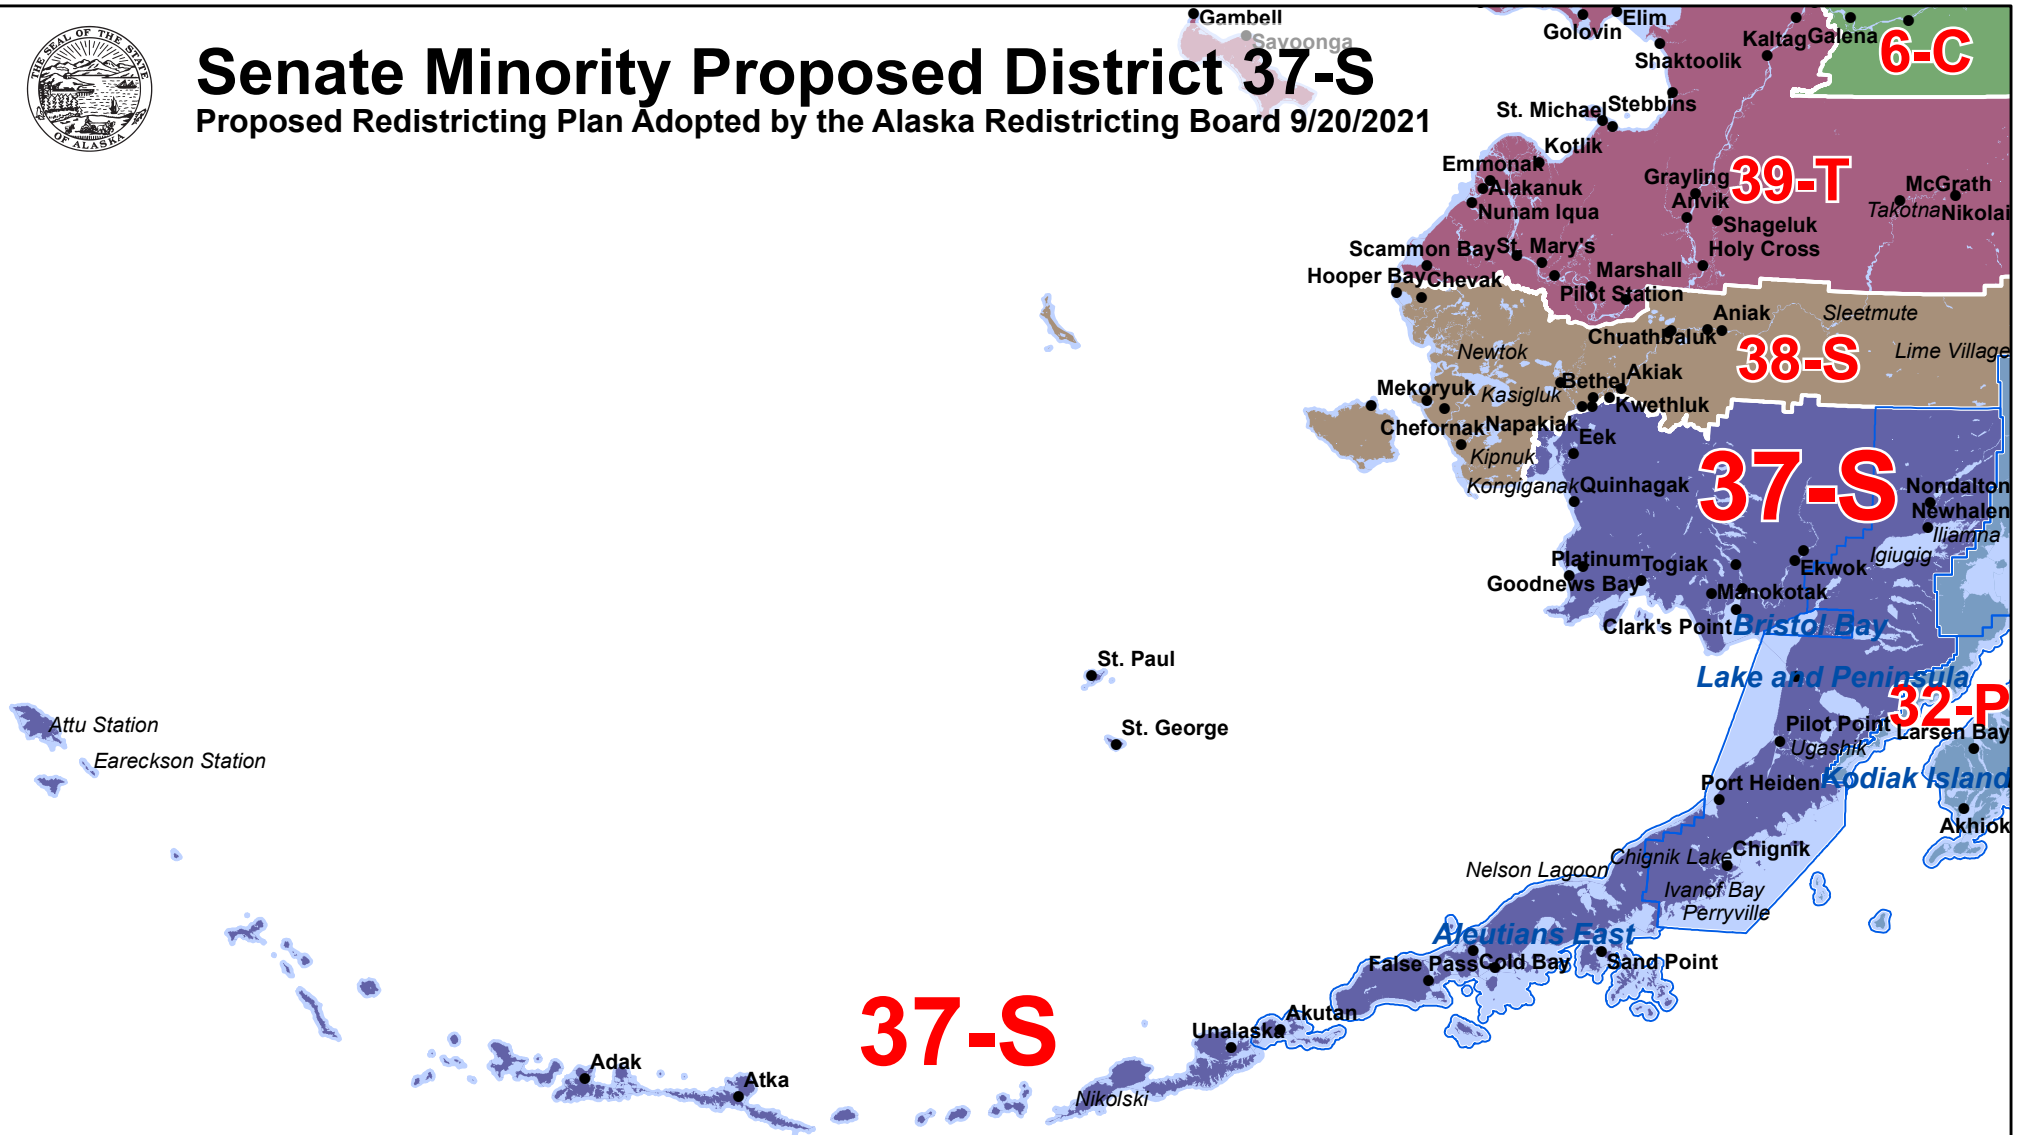 Gambell
Savoonga
Golovin
Elim
Shaktoolik
Kaltag
Galena
6-C
THE SEAL OF THE STATE
OF ALASKA
Senate Minority Proposed District 37-S
Proposed Redistricting Plan Adopted by the Alaska Redistricting Board 9/20/2021
St. Michael
Stebbins
Kotlik
Emmonak
Alakanuk
Nunam Iqua
Grayling
Anvik
39-T
McGrath
Takotna
Nikolai
Shageluk
Holy Cross
Scammon Bay
St. Mary's
Hooper Bay
Chevak
Marshall
Pilot Station
Aniak
Sleetmute
Chuathbaluk
38-S
Lime Village
Newtok
Mekoryuk
Kasigluk
Bethel
Akiak
Kwethluk
Chefornak
Napakiak
Eek
Kipnuk
Kongiganak
Quinhagak
37-S
Nondalton
Newhalen
Iliamna
Igiugig
Platinum
Togiak
Goodnews Bay
Ekwok
Manokotak
Clark's Point
Bristol Bay
St. Paul
Lake and Peninsula
32-P
St. George
Pilot Point
Larsen Bay
Ugashik
Attu Station
Eareckson Station
Port Heiden
Kodiak Island
Akhiok
Chignik Lake
Chignik
Nelson Lagoon
Ivanof Bay
Perryville
Aleutians East
False Pass
Cold Bay
Sand Point
37-S
Akutan
Unalaska
Adak
Atka
Nikolski